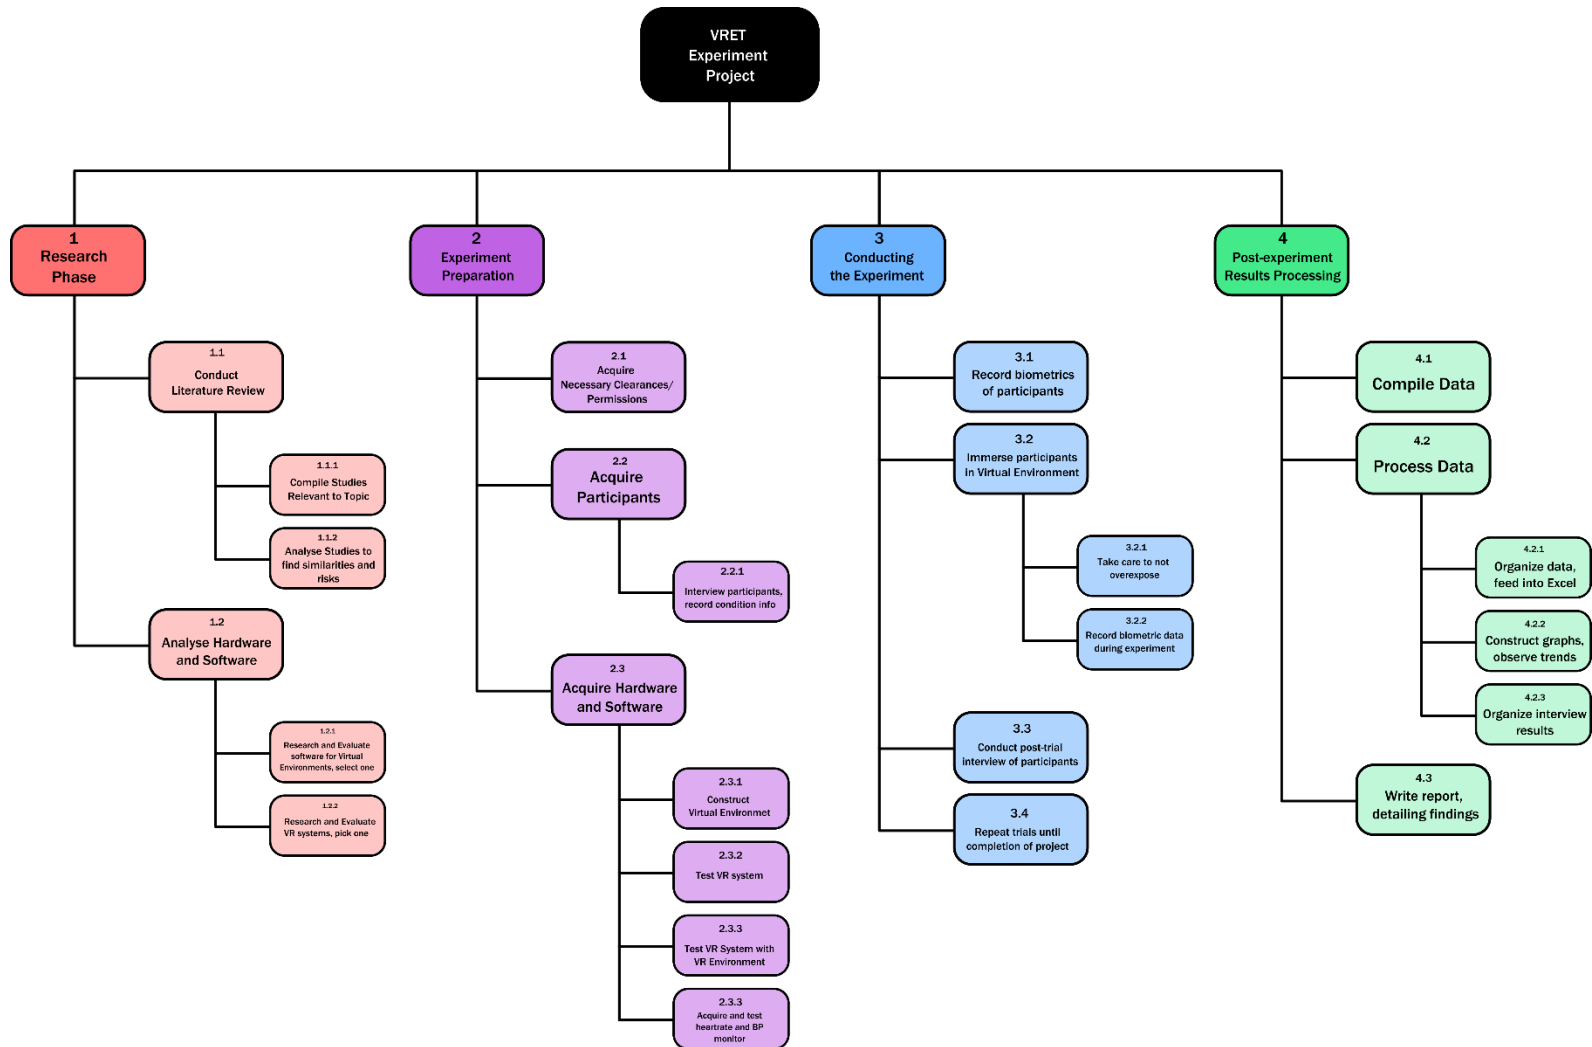 VRET
Experiment
Project
1
Research
Phase
1.1
Conduct
Literature Review
1.1.1
Compile Studies
Relevant to Topic
1.1.2
Analyse Studies to
find similarities and
risks
1.2
Analyse Hardware
and Software
1.2.1
Research and Evaluate
software for Virtual
Environments, select one
1.2.2
Research and Evaluate
VR systems, pick one
2
Experiment
Preparation
2.1
Acquire
Necessary Clearances/
Permissions
2.2
Acquire
Participants
2.2.1
Interview participants,
record condition info
2.3
Acquire Hardware
and Software
2.3.1
Construct
Virtual Environmet
2.3.2
Test VR system
2.3.3
Test VR System with
VR Environment
2.3.3
Acquire and test
heartrate and BP
monitor
3
Conducting
the Experiment
3.1
Record biometrics
of participants
3.2
Immerse participants
in Virtual Environment
3.2.1
Take care to not
overexpose
3.2.2
Record biometric data
during experiment
3.3
Conduct post-trial
interview of participants
3.4
Repeat trials until
completion of project
4
Post-experiment
Results Processing
4.1
Compile Data
4.2
Process Data
4.2.1
Organize data,
feed into Excel
4.2.2
Construct graphs,
observe trends
4.2.3
Organize interview
results
4.3
Write report,
detailing findings